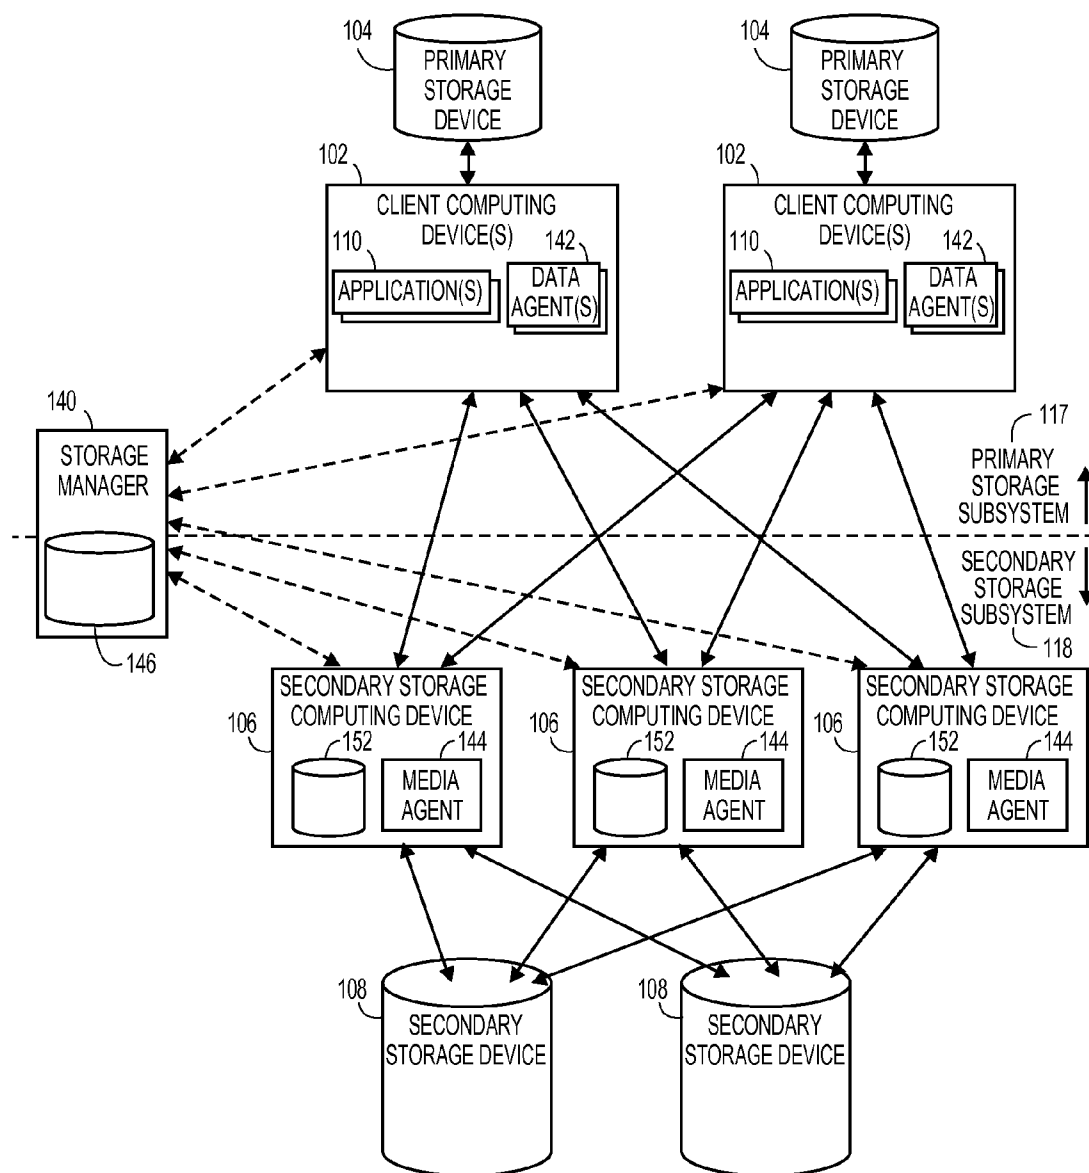 104
PRIMARY
STORAGE
DEVICE
104
PRIMARY
STORAGE
DEVICE
102
CLIENT COMPUTING
DEVICE(S)
110
142
APPLICATION(S)
DATA
AGENT(S)
102
CLIENT COMPUTING
DEVICE(S)
110
142
APPLICATION(S)
DATA
AGENT(S)
140
STORAGE
MANAGER
146
117
PRIMARY
STORAGE
SUBSYSTEM
SECONDARY
STORAGE
SUBSYSTEM
118
SECONDARY STORAGE
COMPUTING DEVICE
106
152
144
MEDIA
AGENT
SECONDARY STORAGE
COMPUTING DEVICE
106
152
144
MEDIA
AGENT
SECONDARY STORAGE
COMPUTING DEVICE
106
152
144
MEDIA
AGENT
108
SECONDARY
STORAGE DEVICE
108
SECONDARY
STORAGE DEVICE